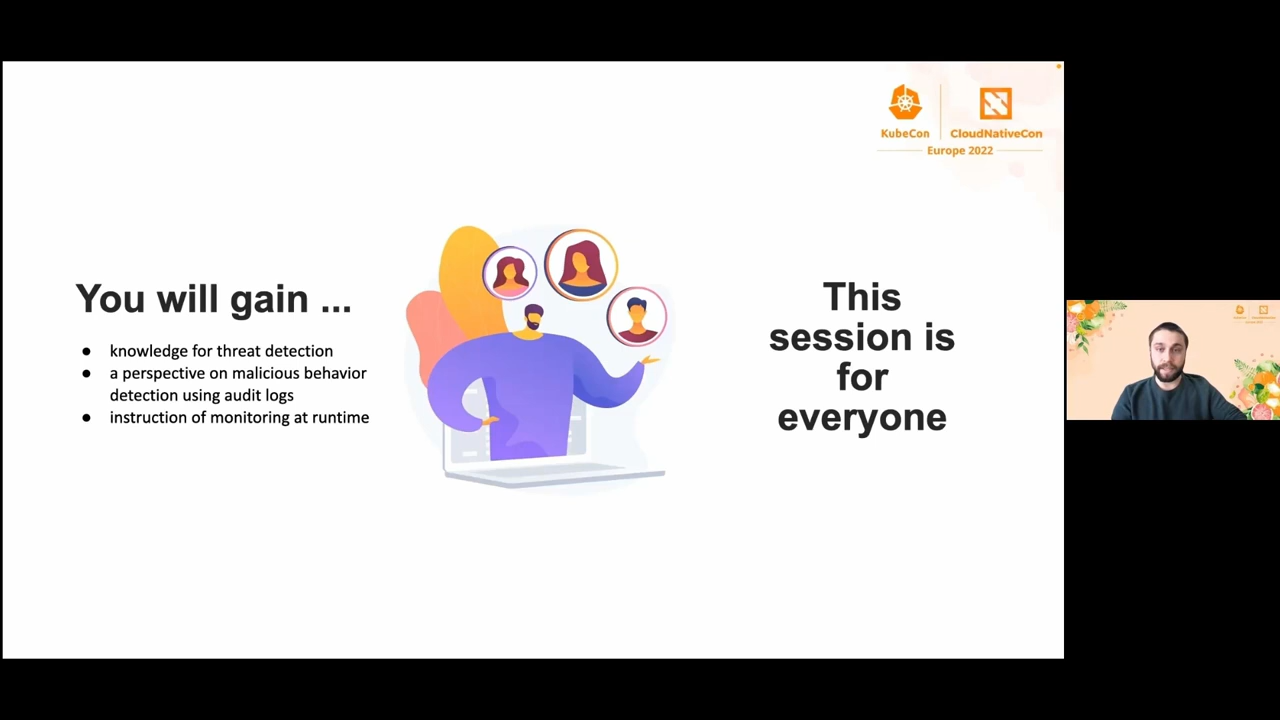 KubeCon
CloudNativeCon
Europe 2022
You will gain ...
● knowledge for threat detection
● a perspective on malicious behavior
detection using audit logs
● instruction of monitoring at runtime
This
session is
for
everyone